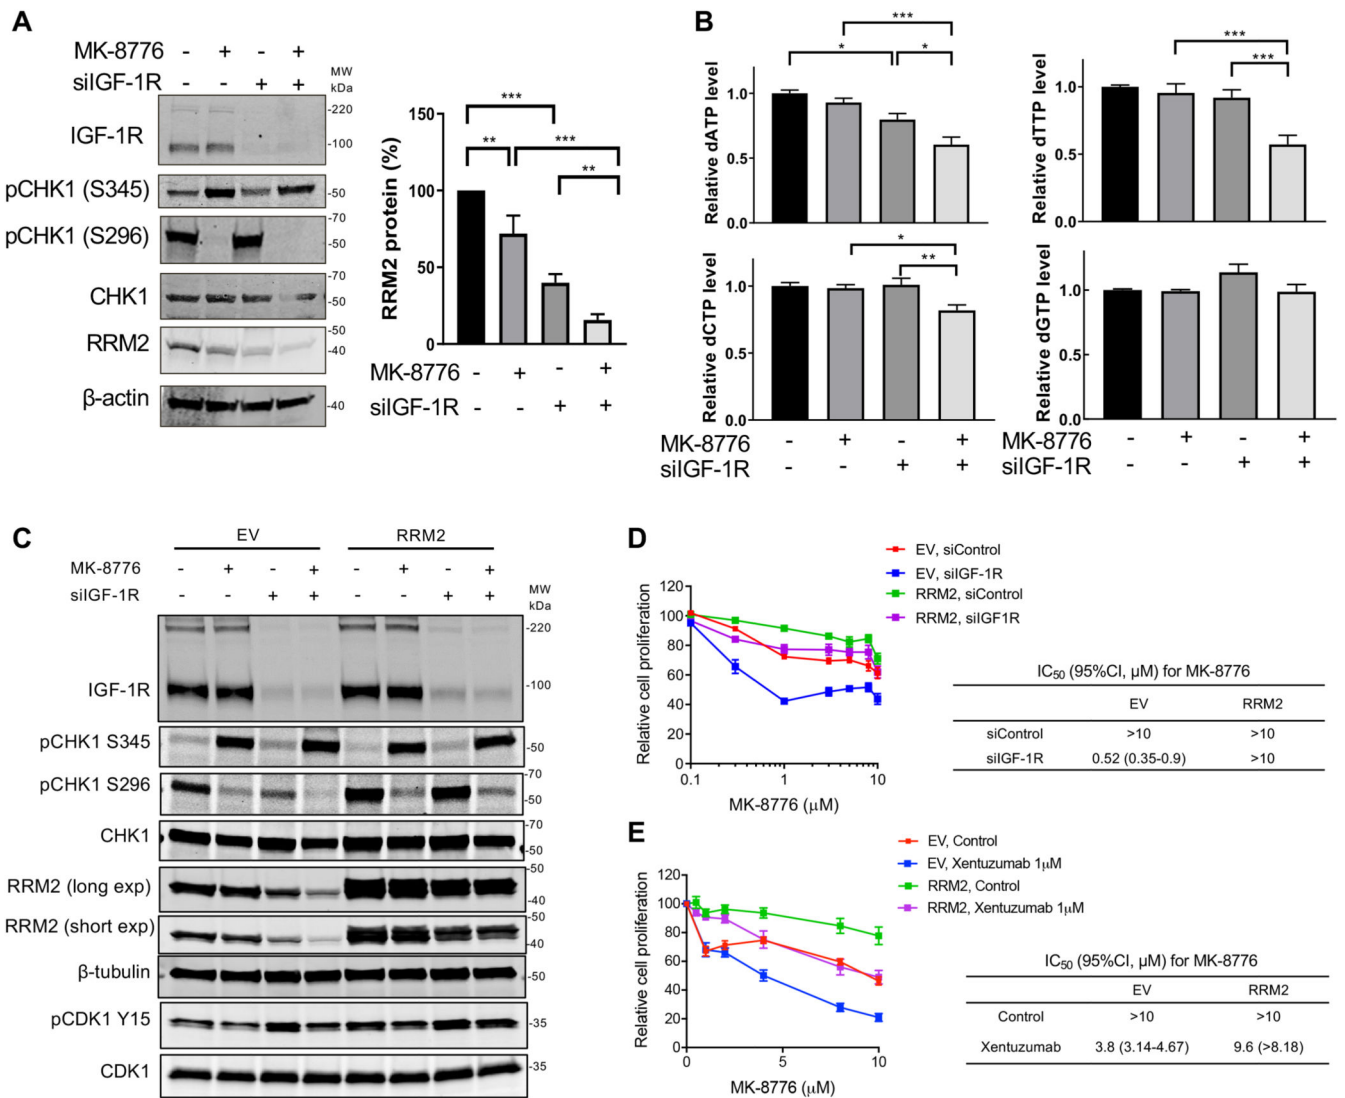 A
MK-8776 - + - +
siIGF-1R - - + +
MW
kDa
IGF-1R
-220
-100
pCHK1 (S345)
-50
pCHK1 (S296)
-70
-50
CHK1
-70
-50
RRM2
-50
-40
β-actin
-40
RRM2 protein (%)
150
100
50
0
***
** ***
**
MK-8776 - + - +
siIGF-1R - - + +
B
Relative dATP level
1.0
0.5
0.0
***
* *
Relative dTTP level
1.0
0.5
0.0
***
***
Relative dCTP level
1.0
0.5
0.0
*
**
Relative dGTP level
1.0
0.5
0.0
MK-8776 - + - +
siIGF-1R - - + +
MK-8776 - + - +
siIGF-1R - - + +
C
EV RRM2
MK-8776 - + - + - + - +
siIGF-1R - - + + - - + +
MW
kDa
IGF-1R
-220
-100
pCHK1 S345
-50
pCHK1 S296
-70
-50
CHK1
-70
-50
RRM2 (long exp)
-50
-40
RRM2 (short exp)
-50
-40
β-tubulin
-50
pCDK1 Y15
-35
CDK1
-35
D
EV, siControl
EV, siIGF-1R
RRM2, siControl
RRM2, siIGF1R
Relative cell proliferation
120
100
80
60
40
20
0
0.1 1 10
MK-8776 (μM)
IC50 (95%CI, μM) for MK-8776
EV RRM2
siControl >10 >10
siIGF-1R 0.52 (0.35-0.9) >10
E
EV, Control
EV, Xentuzumab 1μM
RRM2, Control
RRM2, Xentuzumab 1μM
Relative cell proliferation
120
100
80
60
40
20
0
0 5 10
MK-8776 (μM)
IC50 (95%CI, μM) for MK-8776
EV RRM2
Control >10 >10
Xentuzumab 3.8 (3.14-4.67) 9.6 (>8.18)